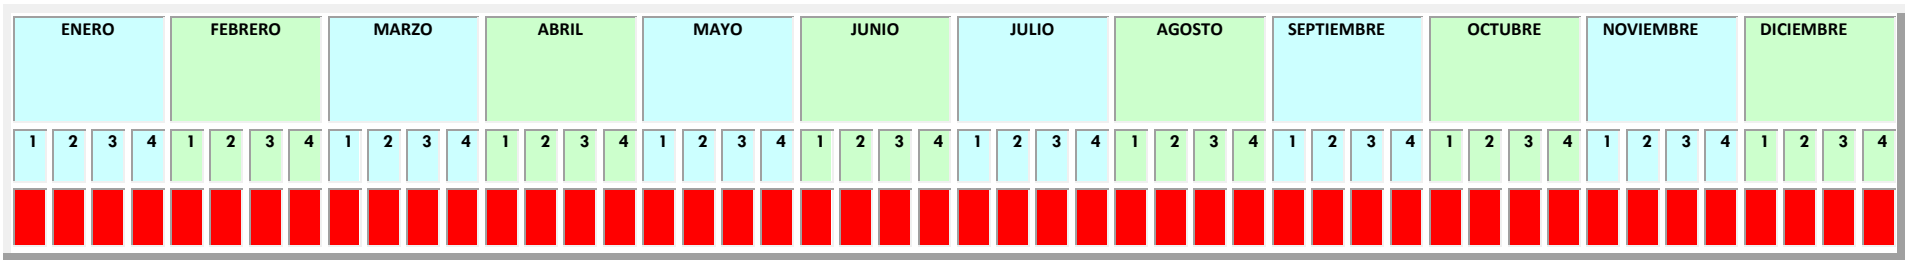 ENERO FEBRERO MARZO ABRIL MAYO JUNIO JULIO AGOSTO SEPTIEMBRE OCTUBRE NOVIEMBRE DICIEMBRE
1 2 3 4 1 2 3 4 1 2 3 4 1 2 3 4 1 2 3 4 1 2 3 4 1 2 3 4 1 2 3 4 1 2 3 4 1 2 3 4 1 2 3 4 1 2 3 4